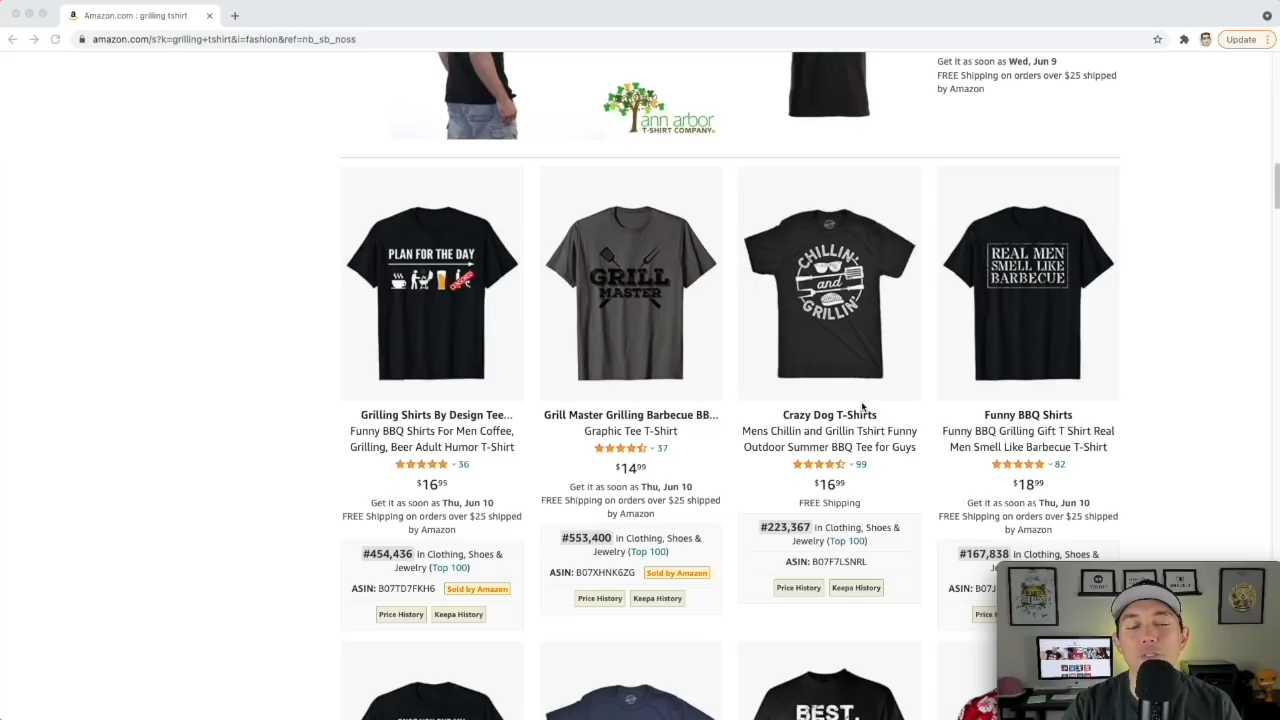 Amazon.com : grilling tshirt
amazon.com/s?k=grilling+tshirt&i=fashion&ref=nb_sb_noss
Update
Get it as soon as Wed, Jun 9
FREE Shipping on orders over $25 shipped
by Amazon
ann arbor
T-SHIRT COMPANY
PLAN FOR THE DAY
CENSORED
GRILL
MASTER
CHILLIN'
and
GRILLIN'
REAL MEN
SMELL LIKE
BARBECUE
Grilling Shirts By Design Tee...
Funny BBQ Shirts For Men Coffee,
Grilling, Beer Adult Humor T-Shirt
36
$1695
Get it as soon as Thu, Jun 10
FREE Shipping on orders over $25 shipped
by Amazon
#454,436 in Clothing, Shoes &
Jewelry (Top 100)
ASIN: B07TD7FKH6 Sold by Amazon
Price History Keepa History
Grill Master Grilling Barbecue BB...
Graphic Tee T-Shirt
37
$1499
Get it as soon as Thu, Jun 10
FREE Shipping on orders over $25 shipped
by Amazon
#553,400 in Clothing, Shoes &
Jewelry (Top 100)
ASIN: B07XHNK6ZG Sold by Amazon
Price History Keepa History
Crazy Dog T-Shirts
Mens Chillin and Grillin Tshirt Funny
Outdoor Summer BBQ Tee for Guys
99
$1699
FREE Shipping
#223,367 in Clothing, Shoes &
Jewelry (Top 100)
ASIN: B07F7LSNRL
Price History Keepa History
Funny BBQ Shirts
Funny BBQ Grilling Gift T Shirt Real
Men Smell Like Barbecue T-Shirt
82
$1899
Get it as soon as Thu, Jun 10
FREE Shipping on orders over $25 shipped
by Amazon
#167,838 in Clothing, Shoes &
ASIN: B07J
Price
BEST.